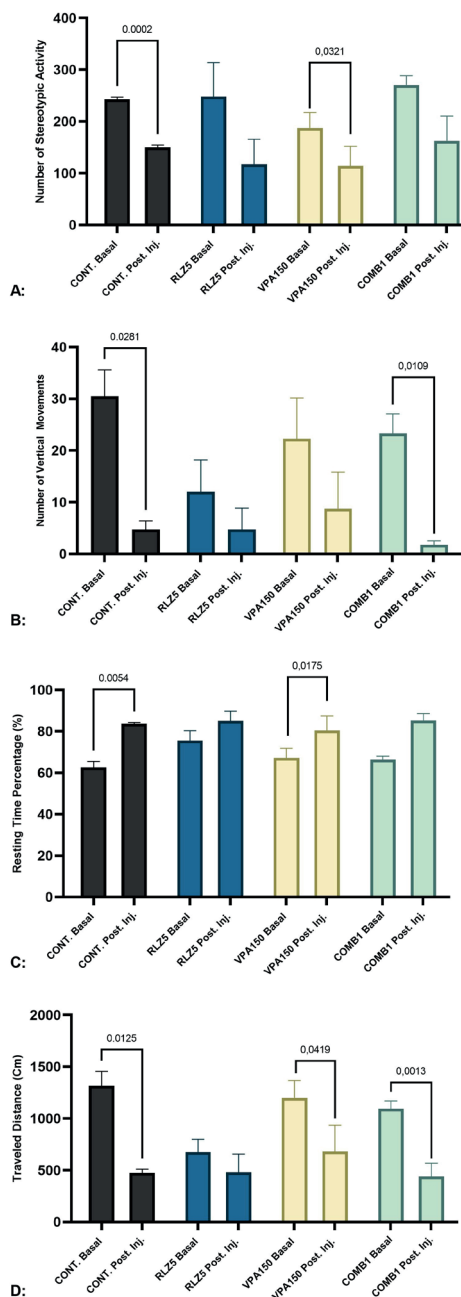 Number of Stereotypic Activity
400
300
200
100
0
0.0002
0,0321
CONT. Basal
CONT. Post. Inj.
RLZ5 Basal
RLZ5 Post Inj.
VPA150 Basal
VPA150 Post. Inj.
COMB1 Basal
COMB1 Post Inj.
A:
Number of Vertical Movements
40
30
20
10
0
0.0281
0,0109
CONT. Basal
CONT. Post. Inj.
RLZ5 Basal
RLZ5 Post Inj.
VPA150 Basal
VPA150 Post. Inj.
COMB1 Basal
COMB1 Post Inj.
B:
Resting Time Percentage (%)
100
80
60
40
20
0
0.0054
0,0175
CONT. Basal
CONT. Post. Inj.
RLZ5 Basal
RLZ5 Post Inj.
VPA150 Basal
VPA150 Post. Inj.
COMB1 Basal
COMB1 Post Inj.
C:
Traveled Distance (Cm)
2000
1500
1000
500
0
0.0125
0,0419
0,0013
CONT. Basal
CONT. Post. Inj.
RLZ5 Basal
RLZ5 Post Inj.
VPA150 Basal
VPA150 Post. Inj.
COMB1 Basal
COMB1 Post Inj.
D: